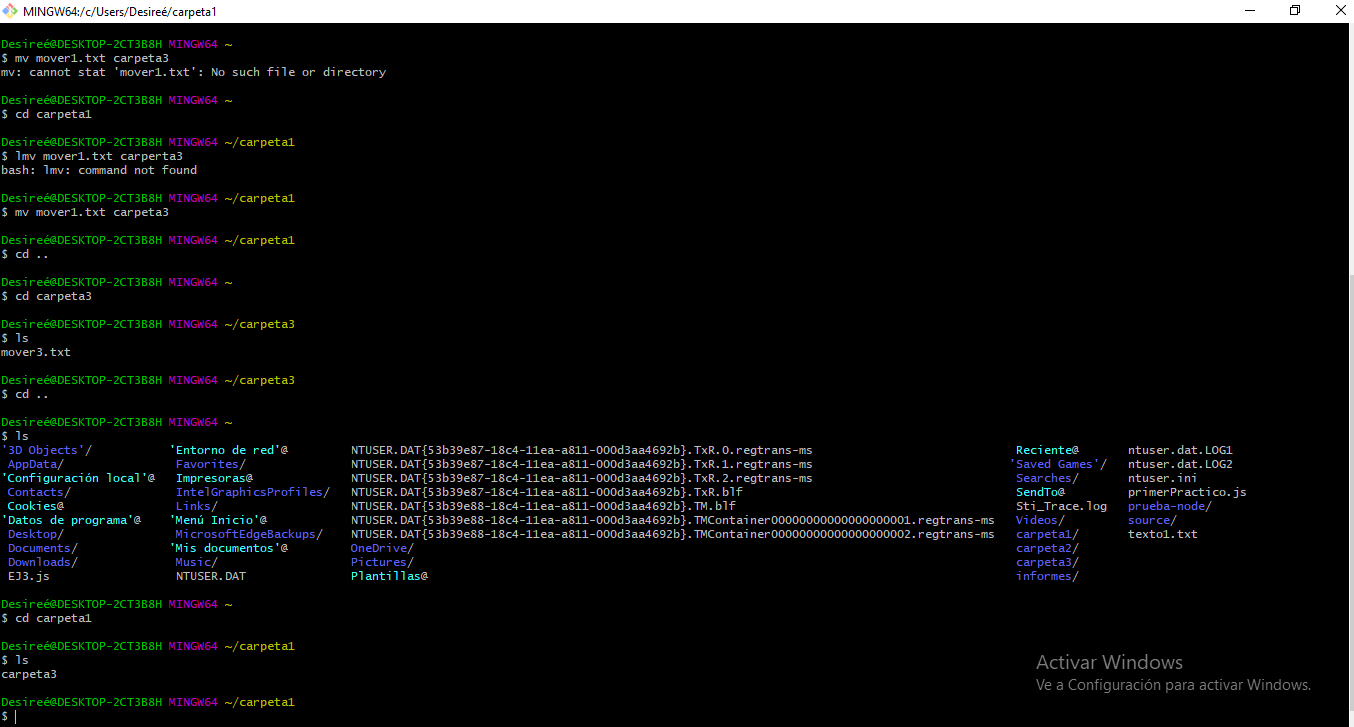 MINGW64:/c/Users/Desireé/carpeta1
Desireé@DESKTOP-2CT3B8H MINGW64 ~
$ mv mover1.txt carpeta3
mv: cannot stat 'mover1.txt': No such file or directory
Desireé@DESKTOP-2CT3B8H MINGW64 ~
$ cd carpeta1
Desireé@DESKTOP-2CT3B8H MINGW64 ~/carpeta1
$ lmv mover1.txt carperta3
bash: lmv: command not found
Desireé@DESKTOP-2CT3B8H MINGW64 ~/carpeta1
$ mv mover1.txt carpeta3
Desireé@DESKTOP-2CT3B8H MINGW64 ~/carpeta1
$ cd ..
Desireé@DESKTOP-2CT3B8H MINGW64 ~
$ cd carpeta3
Desireé@DESKTOP-2CT3B8H MINGW64 ~/carpeta3
$ ls
mover3.txt
Desireé@DESKTOP-2CT3B8H MINGW64 ~/carpeta3
$ cd ..
Desireé@DESKTOP-2CT3B8H MINGW64 ~
$ ls
'3D Objects'/ 'Entorno de red'@ NTUSER.DAT{53b39e87-18c4-11ea-a811-000d3aa4692b}.TxR.0.regtrans-ms Reciente@ ntuser.dat.LOG1
AppData/ Favorites/ NTUSER.DAT{53b39e87-18c4-11ea-a811-000d3aa4692b}.TxR.1.regtrans-ms 'Saved Games'/ ntuser.dat.LOG2
'Configuración local'@ Impresoras@ NTUSER.DAT{53b39e87-18c4-11ea-a811-000d3aa4692b}.TxR.2.regtrans-ms Searches/ ntuser.ini
Contacts/ IntelGraphicsProfiles/ NTUSER.DAT{53b39e87-18c4-11ea-a811-000d3aa4692b}.TxR.blf SendTo@ primerPractico.js
Cookies@ Links/ NTUSER.DAT{53b39e88-18c4-11ea-a811-000d3aa4692b}.TM.blf Sti_Trace.log prueba-node/
'Datos de programa'@ 'Menú Inicio'@ NTUSER.DAT{53b39e88-18c4-11ea-a811-000d3aa4692b}.TMContainer00000000000000000001.regtrans-ms Videos/ source/
Desktop/ MicrosoftEdgeBackups/ NTUSER.DAT{53b39e88-18c4-11ea-a811-000d3aa4692b}.TMContainer00000000000000000002.regtrans-ms carpeta1/ texto1.txt
Documents/ 'Mis documentos'@ OneDrive/ carpeta2/
Downloads/ Music/ Pictures/ carpeta3/
EJ3.js NTUSER.DAT Plantillas@ informes/
Desireé@DESKTOP-2CT3B8H MINGW64 ~
$ cd carpeta1
Desireé@DESKTOP-2CT3B8H MINGW64 ~/carpeta1
$ ls
carpeta3
Desireé@DESKTOP-2CT3B8H MINGW64 ~/carpeta1
$
Activar Windows
Ve a Configuración para activar Windows.